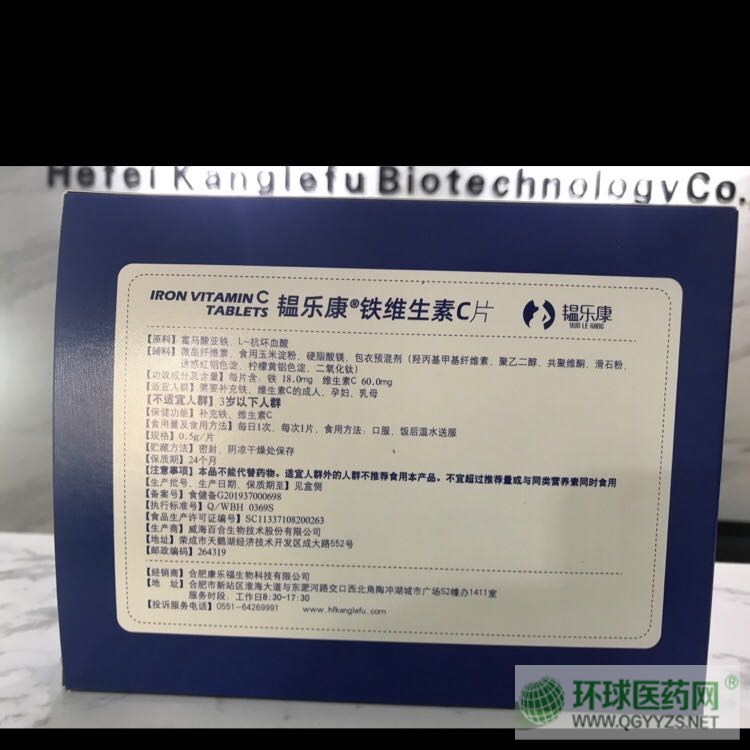 Hefei Kanglefu Biotechnology Co.
IRON VITAMIN C
TABLETS
韫乐康®铁维生素C片
韫乐康
YUN LE KANG
【原料】富马酸亚铁、L-抗坏血酸
【辅料】微晶纤维素、食用玉米淀粉、硬脂酸镁、包衣预混剂（羟丙基甲基纤维素、聚乙二醇、共聚维酮、滑石粉、
诱惑红铝色淀、柠檬黄铝色淀、二氧化钛）
【功效成分及含量】每片含：铁 18.0mg 维生素C 60.0mg
【适宜人群】需要补充铁、维生素C的成人、孕妇、乳母
【不适宜人群】3岁以下人群
【保健功能】补充铁、维生素C
【食用量及食用方法】每日1次、每次1片，食用方法：口服，饭后温水送服
【规格】0.5g/片
【贮藏方法】密封、阴凉干燥处保存
【保质期】24个月
【注意事项】本品不能代替药物。适宜人群外的人群不推荐食用本产品。不宜超过推荐量或与同类营养素同时食用
【生产批号、生产日期、保质期至】见盒侧
【备案号】食健备G201937000698
【执行标准号】Q/WBH 0369S
【食品生产许可证编号】SC11337108200263
【生产商】威海百合生物技术股份有限公司
【地址】荣成市天鹅湖经济技术开发区成大路552号
【邮政编码】264319
【经销商】合肥康乐福生物科技有限公司
【地 址】合肥市新站区淮海大道与东淝河路交口西北角陶冲湖城市广场S2幢办1411室
服务时段：工作日8:30-17:30
【投诉服务电话】0551-64269991 www.hfkanglefu.com
环球医药网®
WWW.QGYYZS.NET